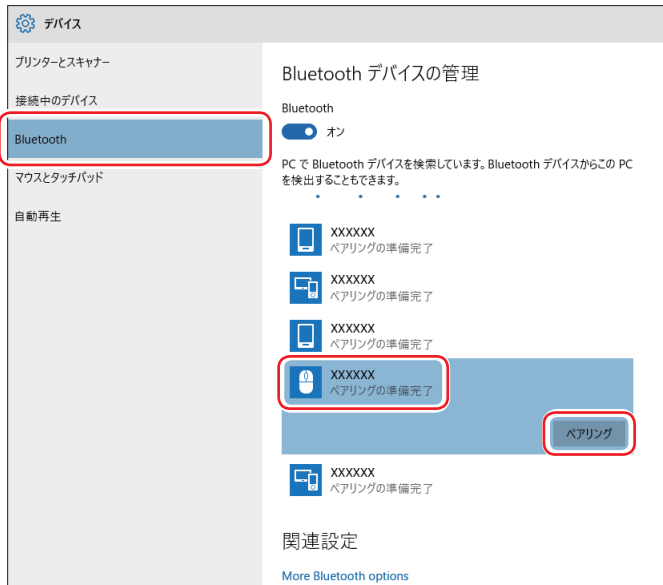 デバイス
プリンターとスキャナー
接続中のデバイス
Bluetooth
マウスとタッチパッド
自動再生
Bluetooth デバイスの管理
Bluetooth
オン
PC で Bluetooth デバイスを検索しています。Bluetooth デバイスからこの PC
を検出することもできます。
XXXXXX
ペアリングの準備完了
XXXXXX
ペアリングの準備完了
XXXXXX
ペアリングの準備完了
XXXXXX
ペアリングの準備完了
ペアリング
XXXXXX
ペアリングの準備完了
関連設定
More Bluetooth options